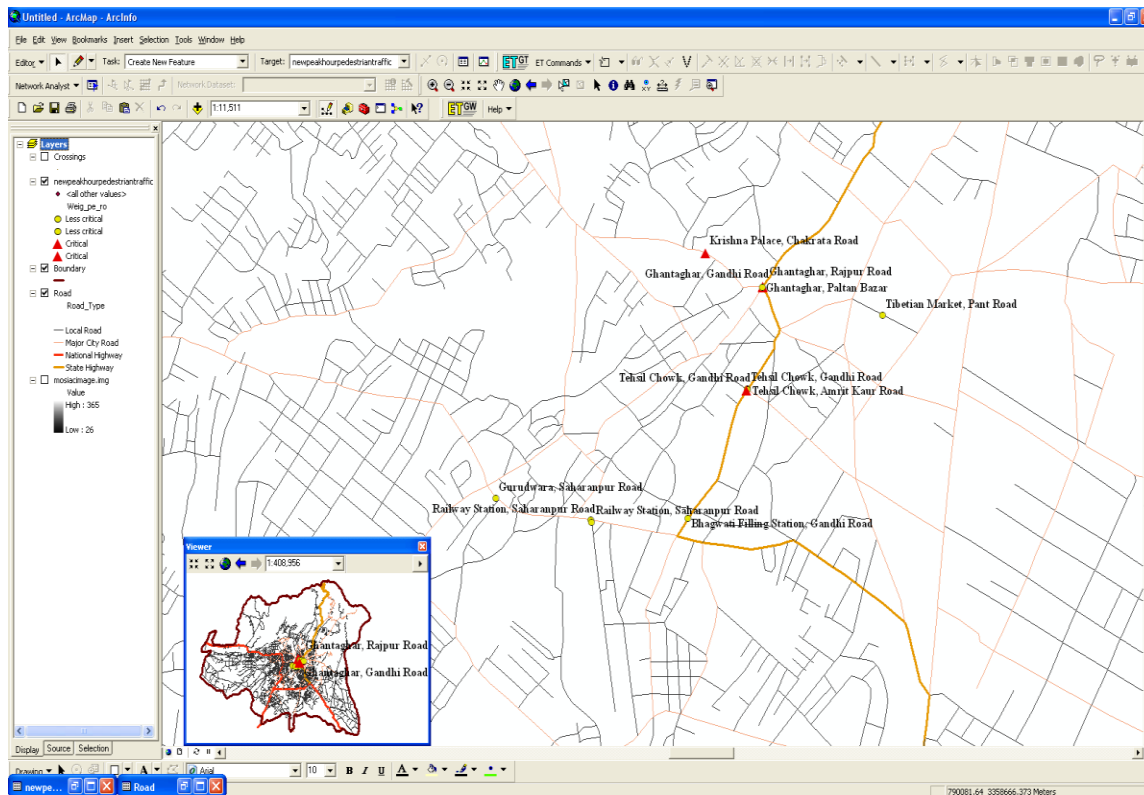 Untitled - ArcMap - ArcInfo
File Edit View Bookmarks Insert Selection Tools Window Help
Editor Task: Create New Feature Target: newpeakhourpedestriantraffic ETGT ET Commands
Network Analyst Network Dataset:
1:11,511 ETGW Help
Layers
Crossings
newpeakhourpedestriantraffic
<all other values>
Weig_pe_ro
Less critical
Less critical
Critical
Critical
Boundary
Road
Road_Type
Local Road
Major City Road
National Highway
State Highway
mosiacimage.img
Value
High : 365
Low : 26
Krishna Palace, Chakrata Road
Ghantaghar, Gandhi Road
Ghantaghar, Rajpur Road
Ghantaghar, Paltan Bazar
Tibetian Market, Pant Road
Tehsil Chowk, Gandhi Road
Tehsil Chowk, Gandhi Road
Tehsil Chowk, Amrit Kaur Road
Gurudwara, Saharanpur Road
Railway Station, Saharanpur Road
Railway Station, Saharanpur Road
Bhagwati Filling Station, Gandhi Road
Viewer
1:408,956
Ghantaghar, Rajpur Road
Ghantaghar, Gandhi Road
Display Source Selection
Drawing A Arial 10 B I U A
newpe... Road
790081.64 3358666.373 Meters